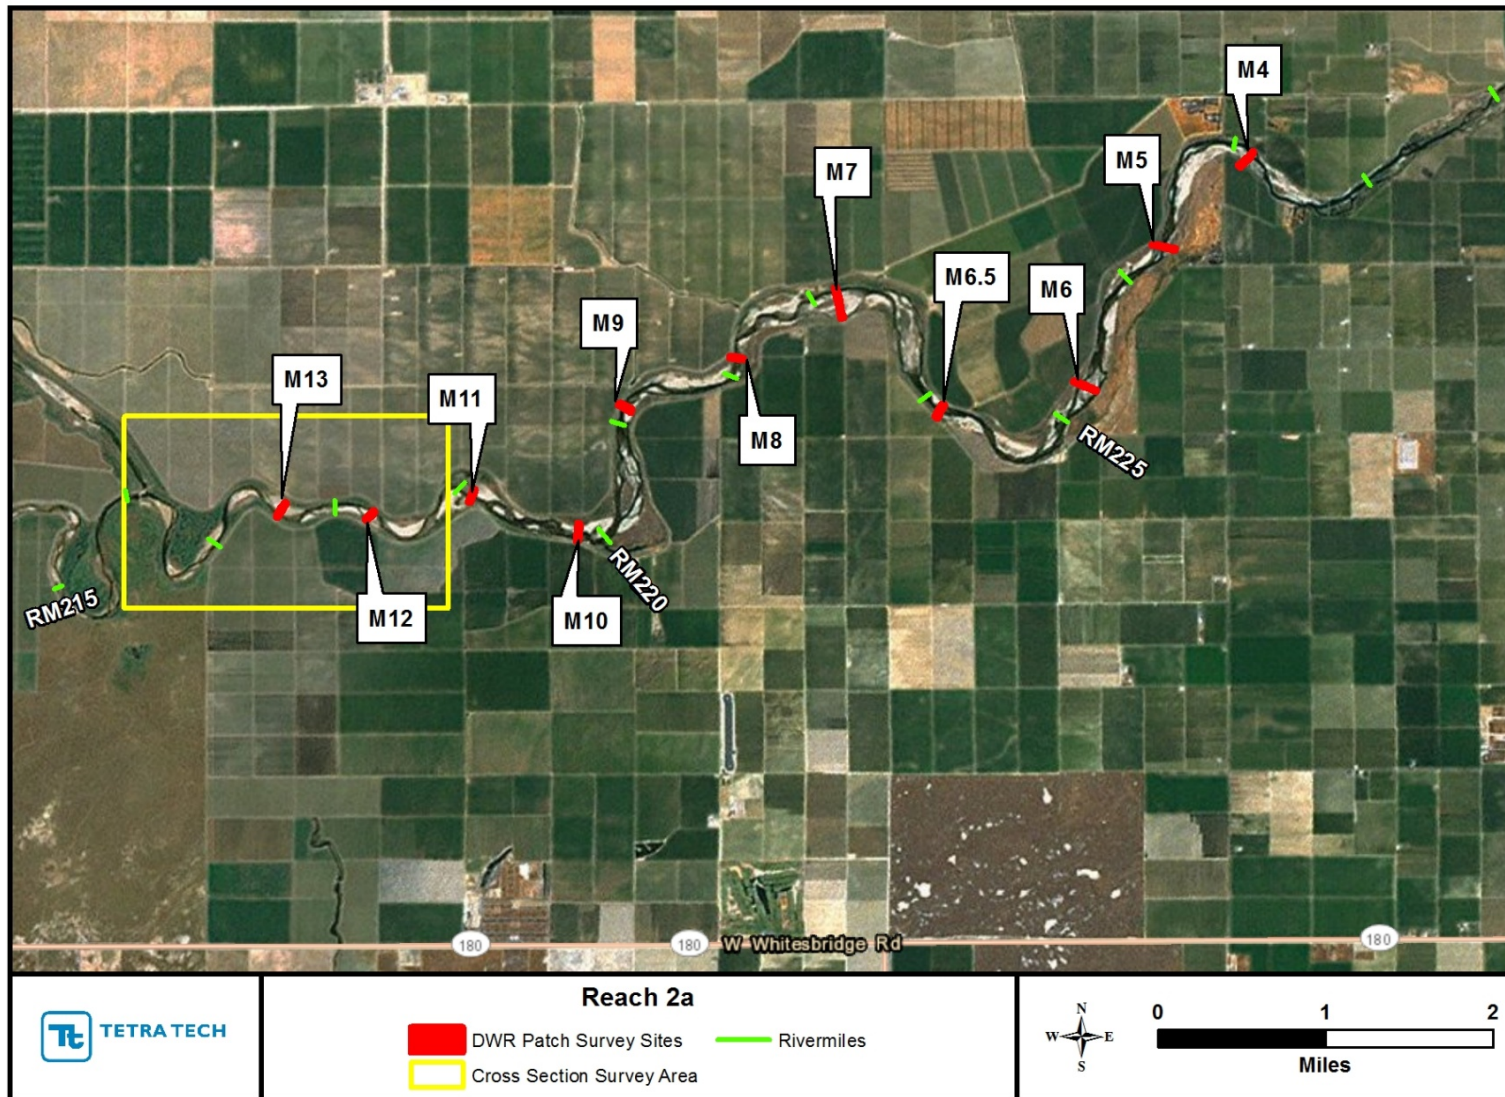 M4
M5
M7
M6.5
M6
M9
M13
M11
M8
RM225
RM215
M12
M10
RM220
180
180
W Whitesbridge Rd
180
Reach 2a
Tt TETRA TECH
DWR Patch Survey Sites
Rivermiles
Cross Section Survey Area
N
W E
S
0 1 2
Miles